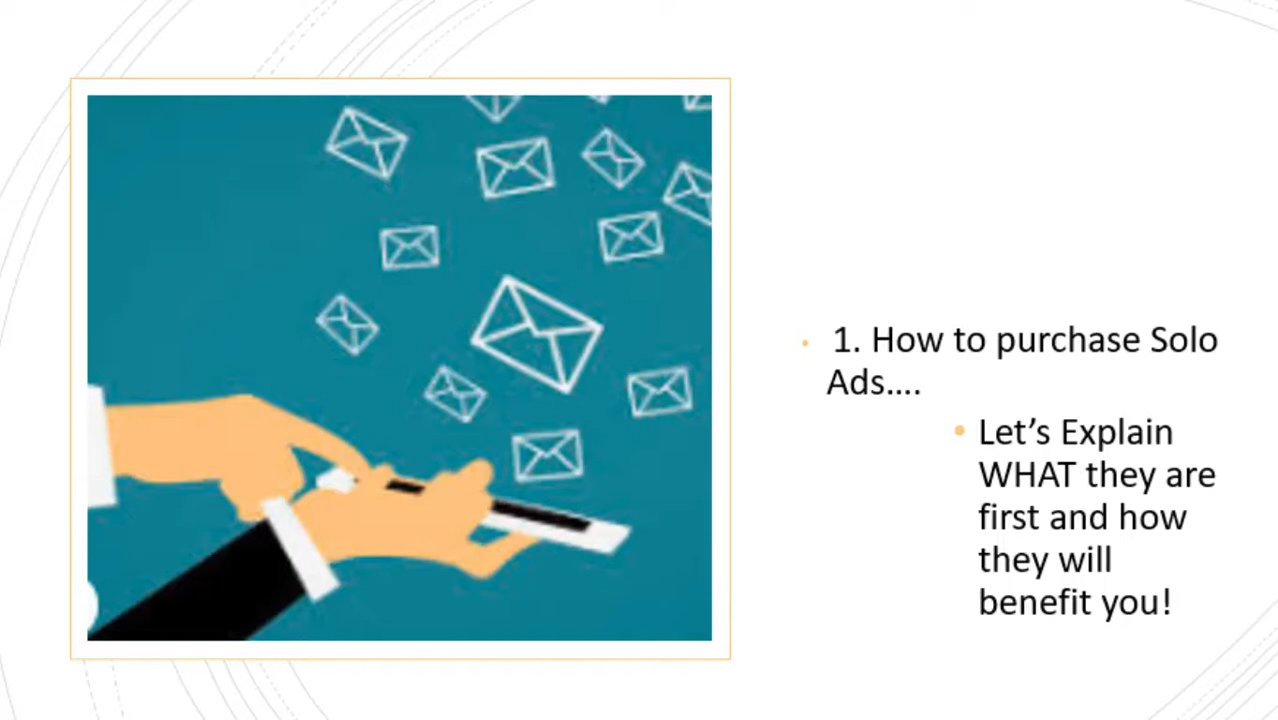 1. How to purchase Solo
Ads....
Let’s Explain
WHAT they are
first and how
they will
benefit you!